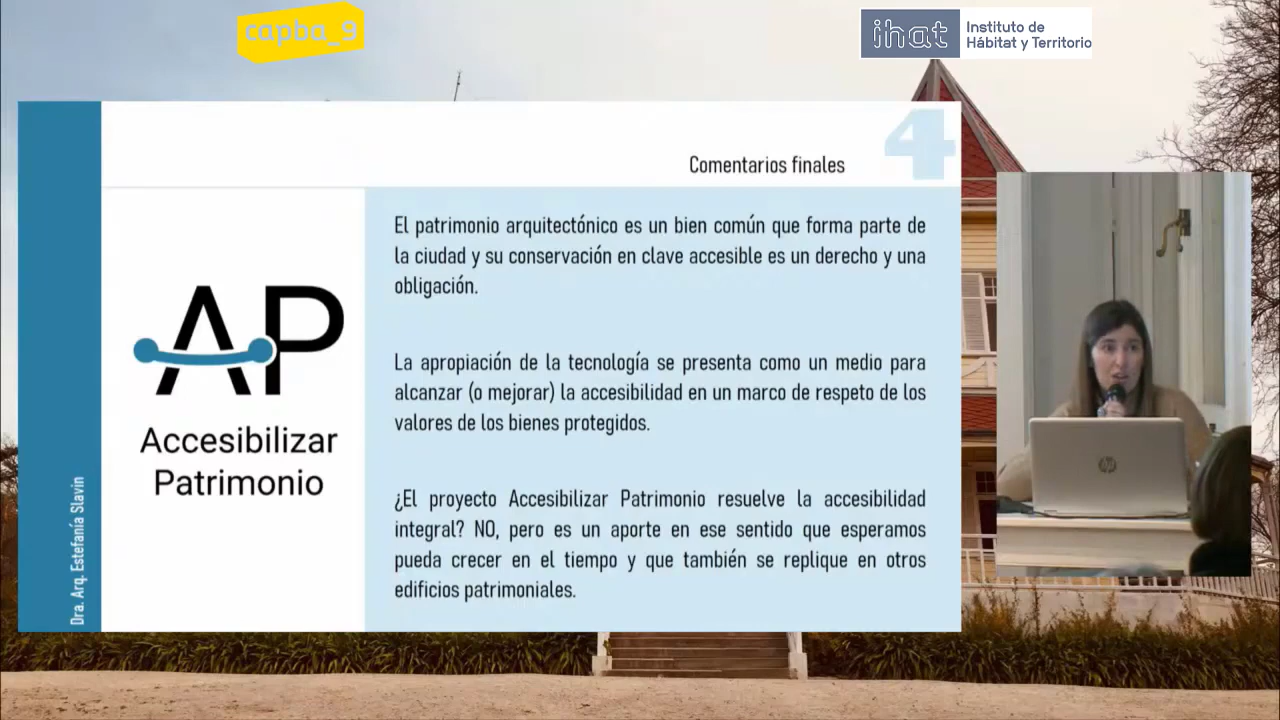 capba_9
ihat
Instituto de
Hábitat y Territorio
4
Comentarios finales
El patrimonio arquitectónico es un bien común que forma parte de
la ciudad y su conservación en clave accesible es un derecho y una
obligación.
La apropiación de la tecnología se presenta como un medio para
alcanzar (o mejorar) la accesibilidad en un marco de respeto de los
valores de los bienes protegidos.
¿El proyecto Accesibilizar Patrimonio resuelve la accesibilidad
integral? NO, pero es un aporte en ese sentido que esperamos
pueda crecer en el tiempo y que también se replique en otros
edificios patrimoniales.
AP
Accesibilizar
Patrimonio
Dra. Arq. Estefanía Slavin
hp